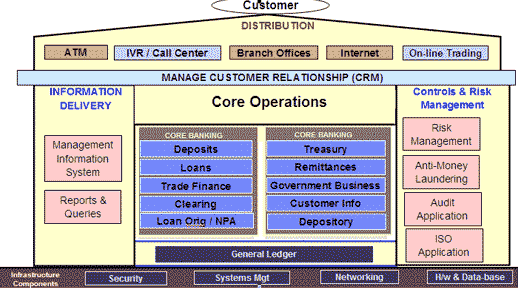 Customer
DISTRIBUTION
ATM
IVR / Call Center
Branch Offices
Internet
On-line Trading
MANAGE CUSTOMER RELATIONSHIP (CRM)
INFORMATION
DELIVERY
Management
Information
System
Reports &
Queries
Core Operations
CORE BANKING
Deposits
Loans
Trade Finance
Clearing
Loan Orig / NPA
CORE BANKING
Treasury
Remittances
Government Business
Customer Info
Depository
General Ledger
Controls & Risk
Management
Risk
Management
Anti-Money
Laundering
Audit
Application
ISO
Application
Infrastructure
Components
Security
Systems Mgt
Networking
H/w & Data-base